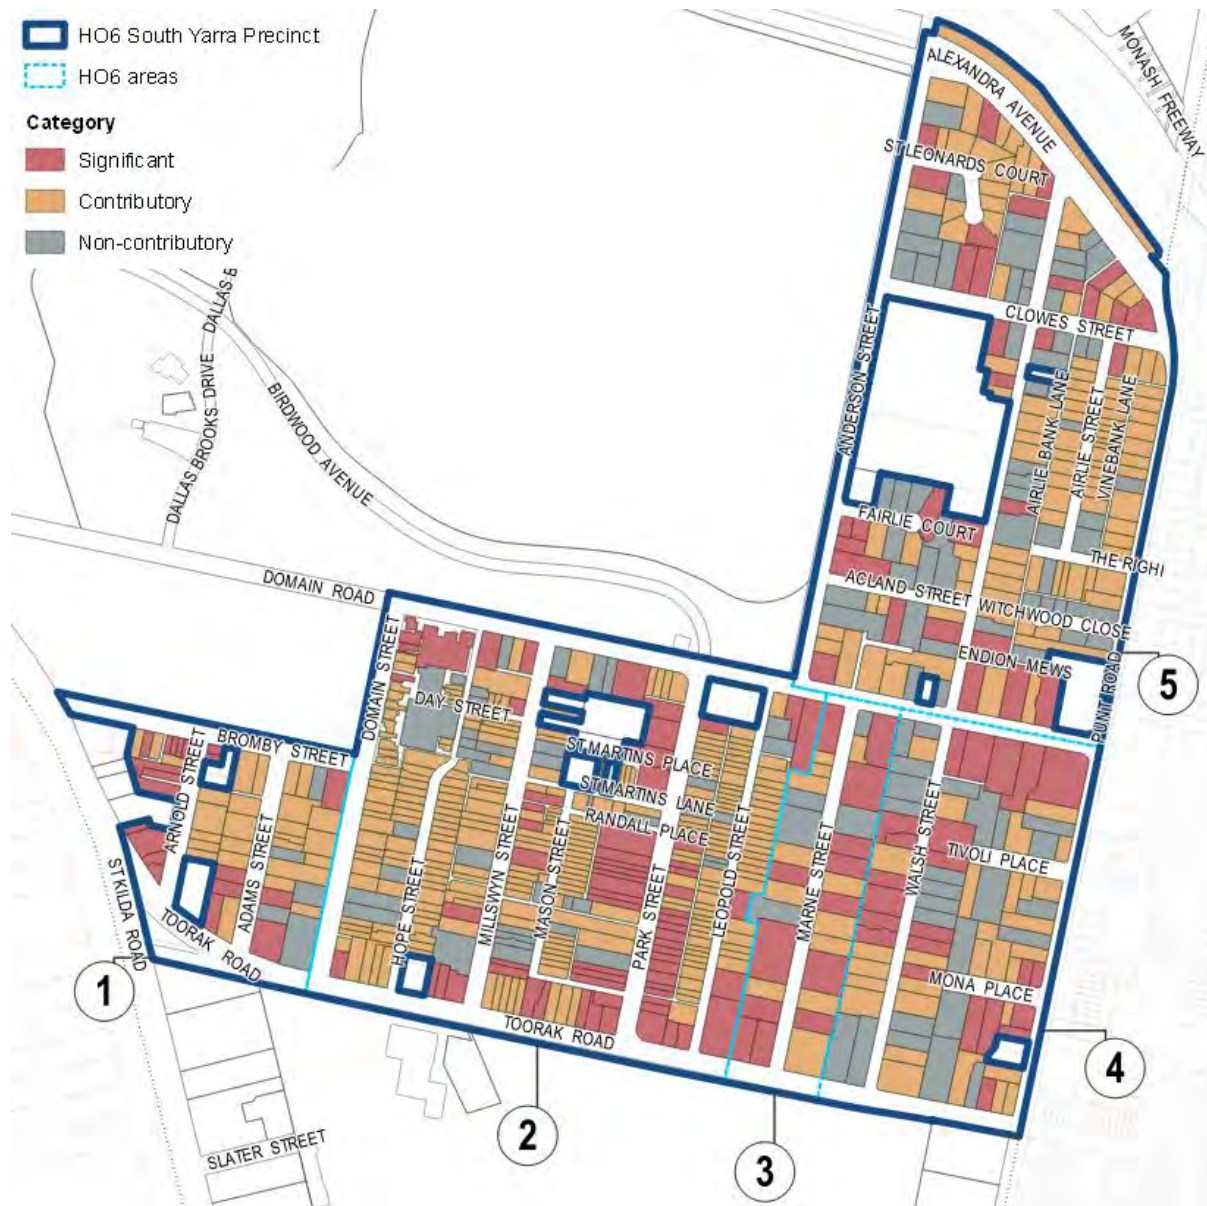 HO6 South Yarra Precinct
HO6 areas
Category
Significant
Contributory
Non-contributory
MONASH FREEWAY
ALEXANDRA AVENUE
ST LEONARDS COURT
CLOWES STREET
ANDERSON STREET
AIRLIE BANK LANE
AIRLIE STREET
VINEBANK LANE
DALLAS B
DALLAS BROOKS DRIVE
BIRDWOOD AVENUE
FAIRLIE COURT
THE RIGHI
ACLAND STREET
WITCHWOOD CLOSE
DOMAIN ROAD
ENDION MEWS
PUNT ROAD
5
DOMAIN STREET
DAY STREET
BROMBY STREET
ARNOLD STREET
ST MARTINS PLACE
ST MARTINS LANE
RANDALL PLACE
ADAMS STREET
HOPE STREET
MILLSWYN STREET
MASON STREET
PARK STREET
LEOPOLD STREET
MARNE STREET
WALSH STREET
TIVOLI PLACE
ST KILDA ROAD
TOORAK ROAD
MONA PLACE
1
TOORAK ROAD
4
2
3
SLATER STREET